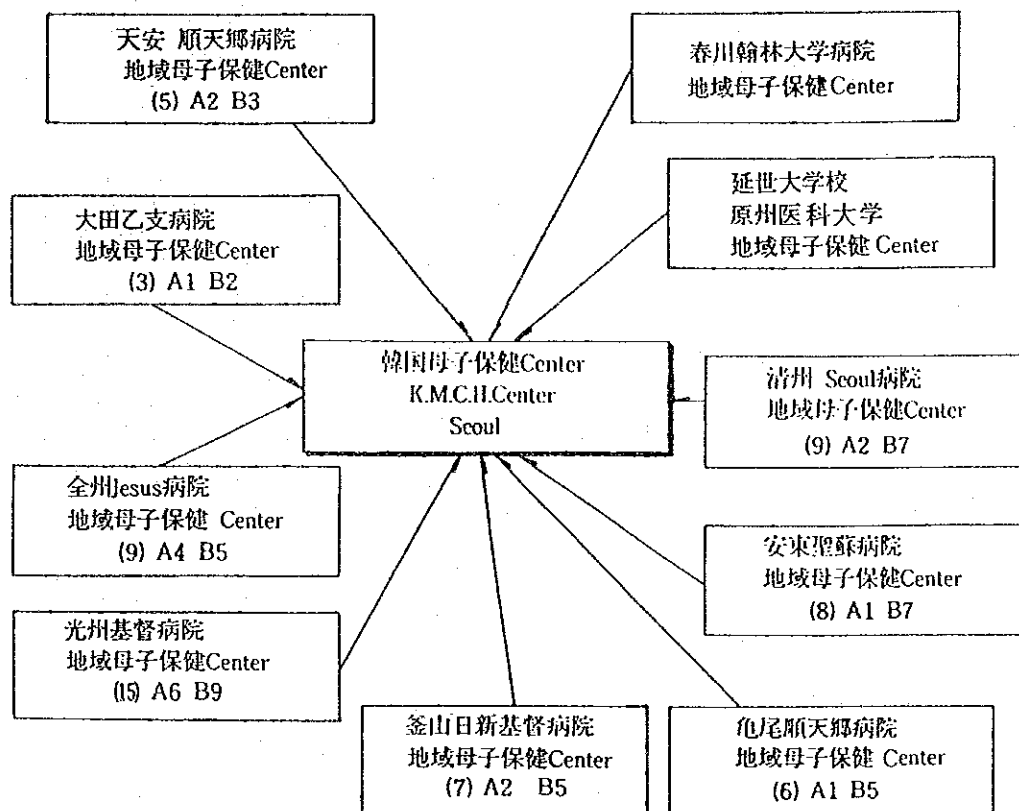 天安 順天郷病院
地域母子保健Center
(5) A2 B3
春川翰林大学病院
地域母子保健Center
延世大学校
原州医科大学
地域母子保健 Center
大田乙支病院
地域母子保健Center
(3) A1 B2
韓国母子保健Center
K.M.C.H.Center
Seoul
清州 Seoul病院
地域母子保健Center
(9) A2 B7
全州Jesus病院
地域母子保健 Center
(9) A4 B5
安東聖蘇病院
地域母子保健Center
(8) A1 B7
光州基督病院
地域母子保健Center
(15) A6 B9
釜山日新基督病院
地域母子保健Center
(7) A2 B5
亀尾順天郷病院
地域母子保健 Center
(6) A1 B5